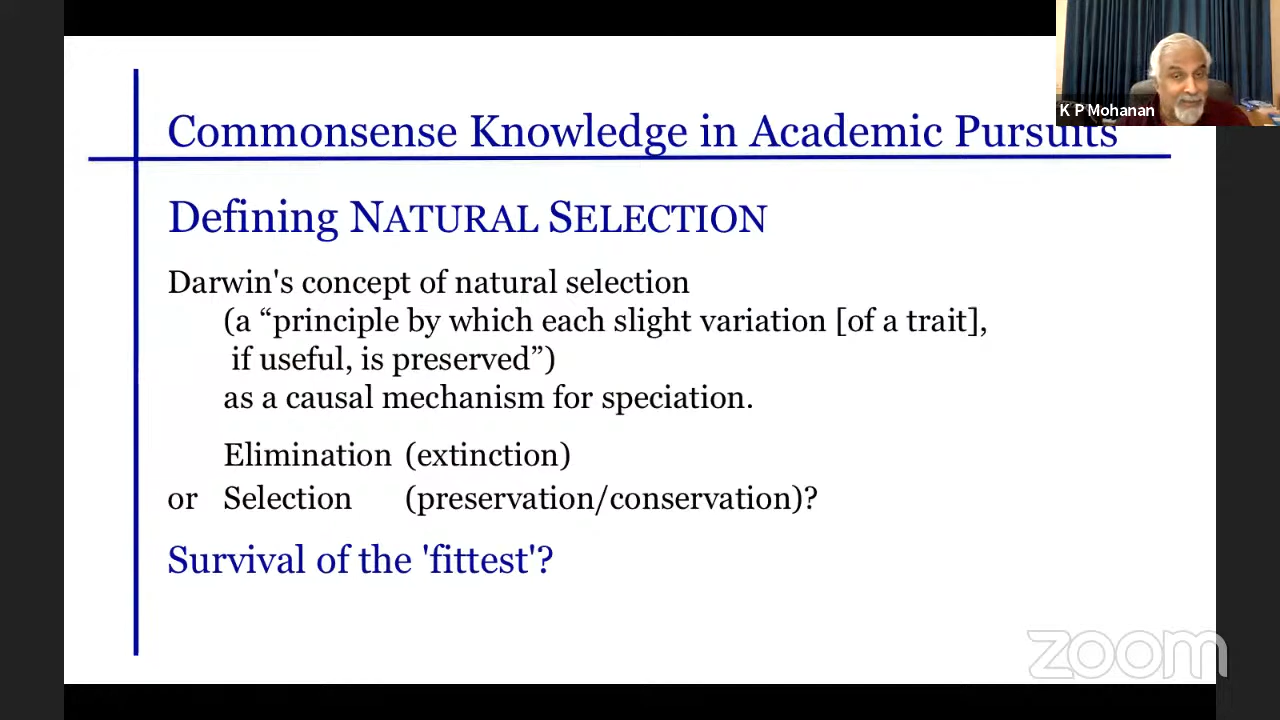 K P Mohanan
Commonsense Knowledge in Academic Pursuits
Defining NATURAL SELECTION
Darwin's concept of natural selection
(a “principle by which each slight variation [of a trait],
if useful, is preserved”)
as a causal mechanism for speciation.
Elimination (extinction)
or Selection (preservation/conservation)?
Survival of the 'fittest'?
zoom